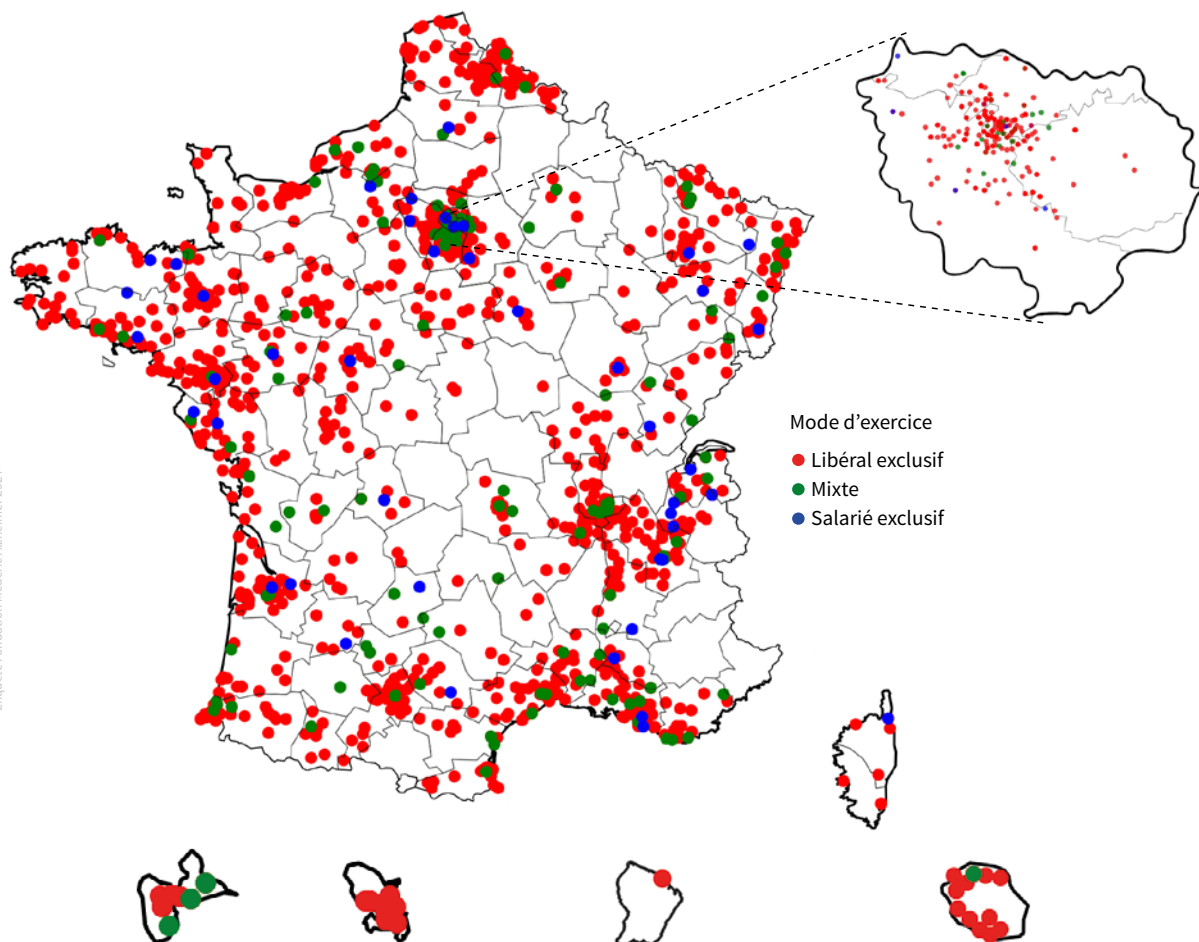 Mode d'exercice
Libéral exclusif
Mixte
Salarié exclusif